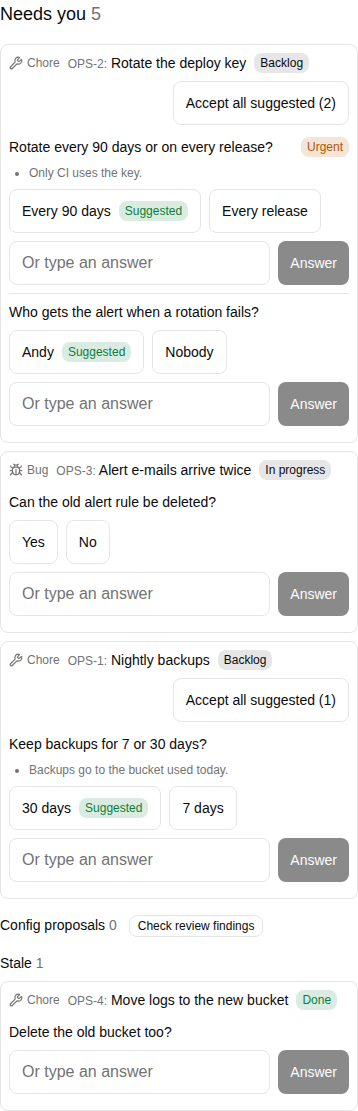 Needs you 5
Chore OPS-2: Rotate the deploy key Backlog
Accept all suggested (2)
Rotate every 90 days or on every release? Urgent
• Only CI uses the key.
Every 90 days Suggested Every release
Or type an answer Answer
Who gets the alert when a rotation fails?
Andy Suggested Nobody
Or type an answer Answer
Bug OPS-3: Alert e-mails arrive twice In progress
Can the old alert rule be deleted?
Yes No
Or type an answer Answer
Chore OPS-1: Nightly backups Backlog
Accept all suggested (1)
Keep backups for 7 or 30 days?
• Backups go to the bucket used today.
30 days Suggested 7 days
Or type an answer Answer
Config proposals 0 Check review findings
Stale 1
Chore OPS-4: Move logs to the new bucket Done
Delete the old bucket too?
Or type an answer Answer